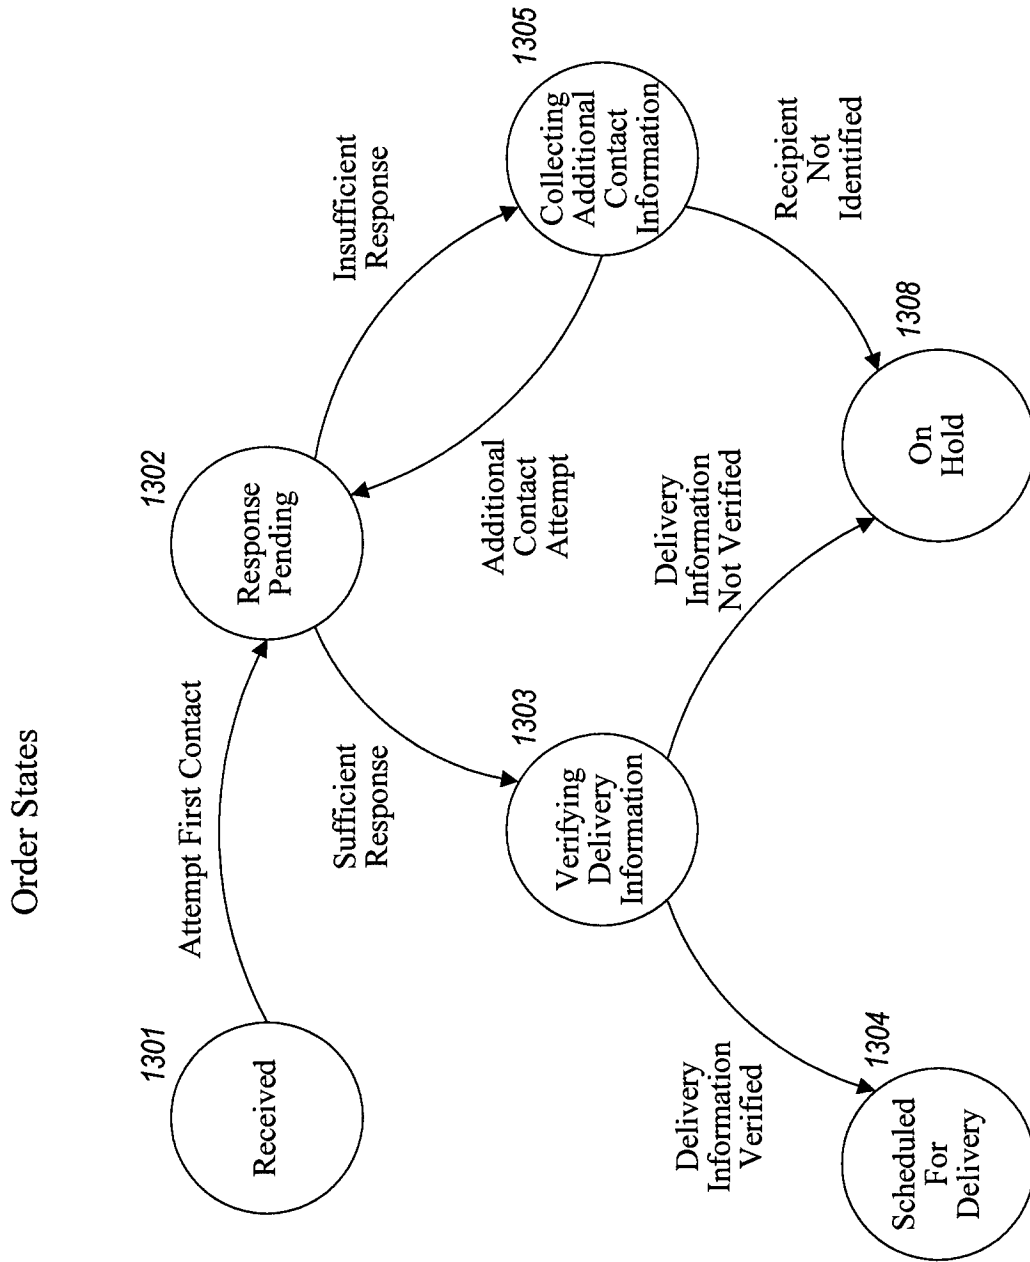 Order States
1301
Received
Attempt First Contact
1302
Response
Pending
Insufficient
Response
1305
Collecting
Additional
Contact
Information
Sufficient
Response
Additional
Contact
Attempt
1303
Verifying
Delivery
Information
Delivery
Information
Verified
Delivery
Information
Not Verified
Recipient
Not
Identified
1304
Scheduled
For
Delivery
1308
On
Hold